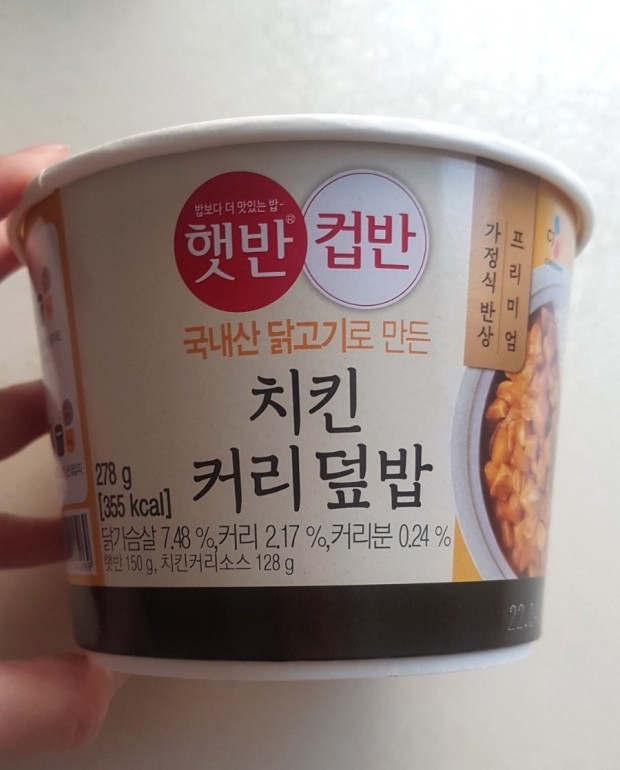 밥보다 더 맛있는 밥-
햇반® 컵반
프리미엄
가정식 반상
CJ
국내산 닭고기로 만든
치킨
커리덮밥
278 g
[355 kcal]
닭가슴살 7.48 %,커리 2.17 %,커리분 0.24 %
햇반 150 g, 치킨커리소스 128 g